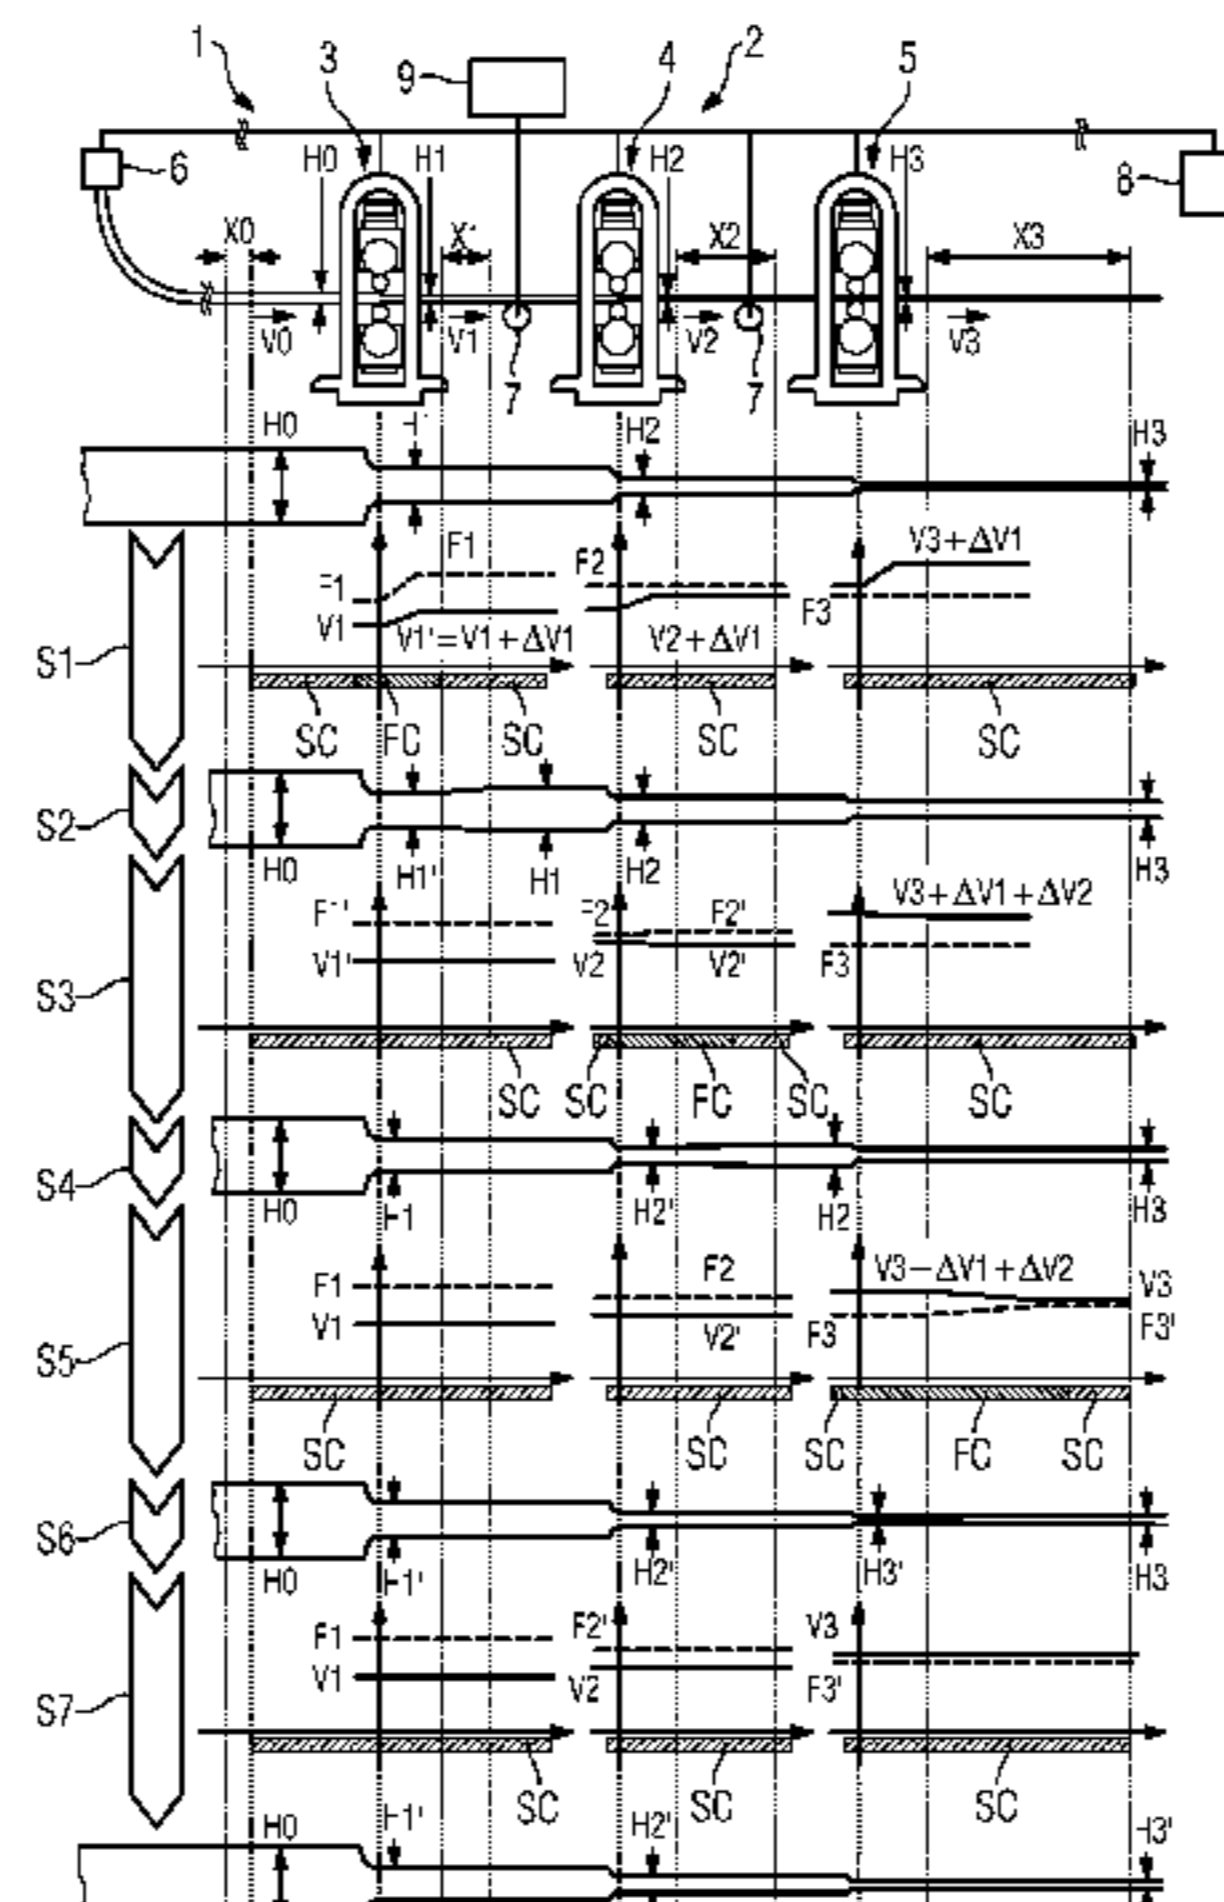 1 3 9 4 2 5
6 H0 H1 H2 H3 8
X0 X2 X3
V0 V1 V2 V3
7 7
H0 H2 H3
F1 F2 V3+ΔV1
F1
V1 F3
V1'=V1+ΔV1 V2+ΔV1
S1
SC FC SC SC SC
S2
H0 H1' H1 H2 H3
V3+ΔV1+ΔV2
F2 F2'
V1' V2 V2' F3
S3
SC SC FC SC SC
S4
H0 H2' H2 H3
F1 F2 V3−ΔV1+ΔV2 V3
V1 V2' F3 F3'
S5
SC SC SC FC SC
S6
H0 H2' H3' H3
F1 F2' V3
V1 V2 F3'
S7
SC SC SC
H0 H2'